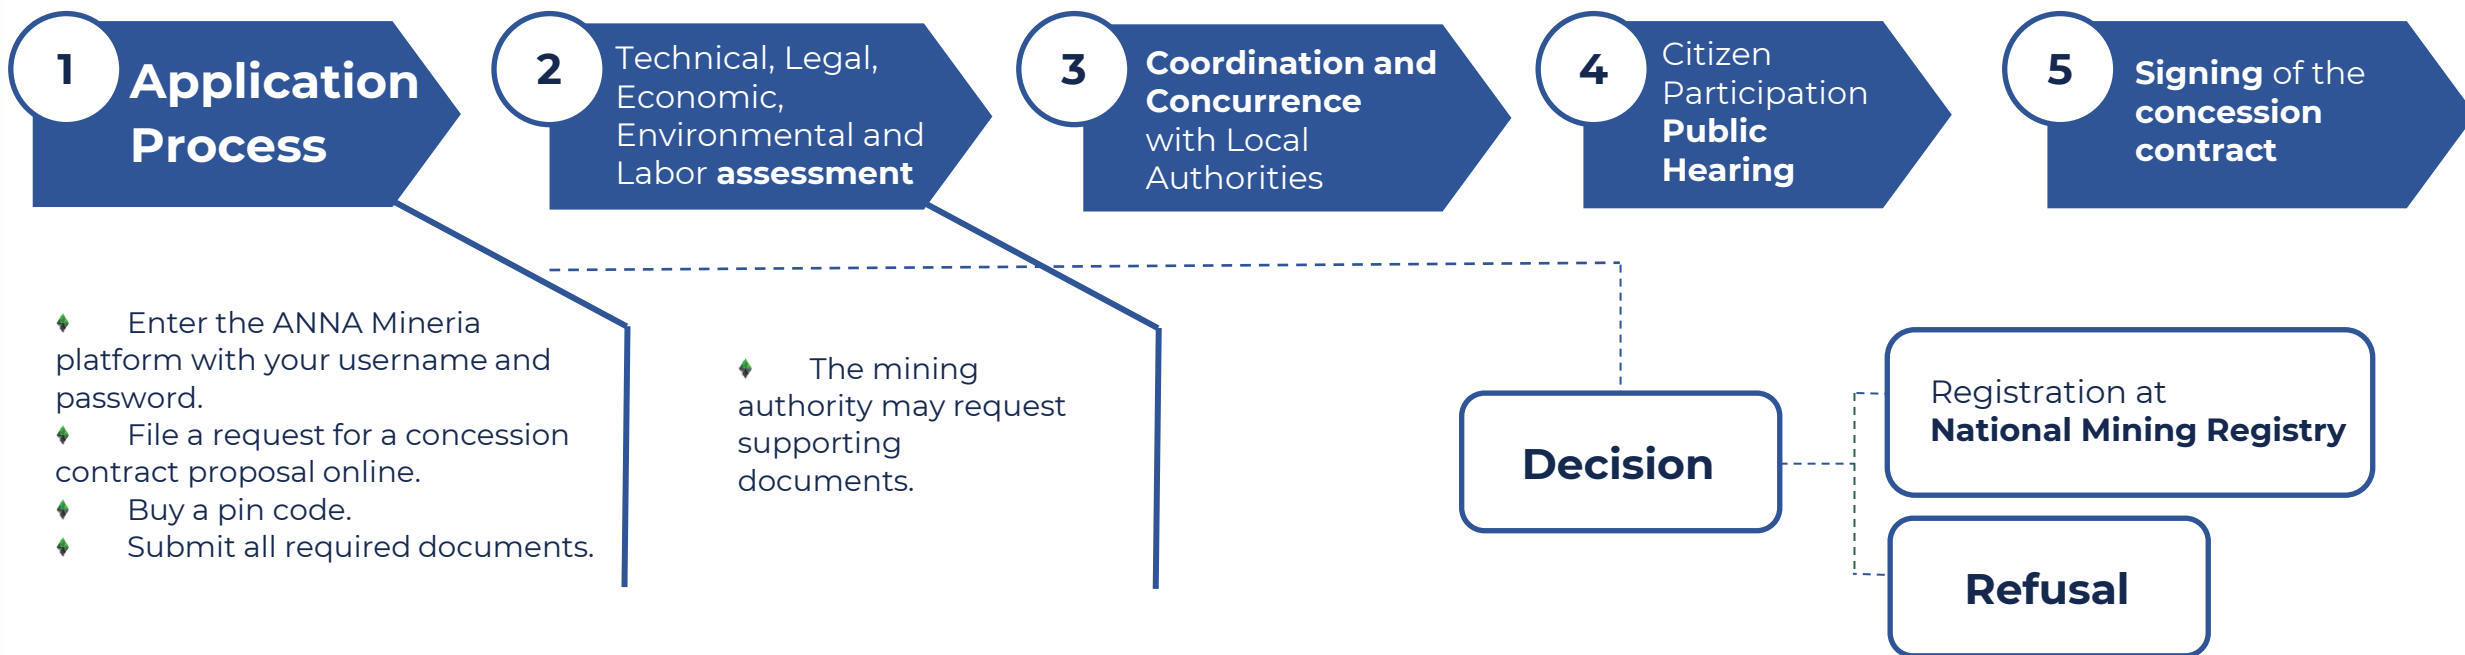 1
Application
Process
2
Technical, Legal,
Economic,
Environmental and
Labor assessment
3
Coordination and
Concurrence
with Local
Authorities
4
Citizen
Participation
Public
Hearing
5
Signing of the
concession
contract
Enter the ANNA Mineria
platform with your username and
password.
File a request for a concession
contract proposal online.
Buy a pin code.
Submit all required documents.
The mining
authority may request
supporting
documents.
Decision
Registration at
National Mining Registry
Refusal